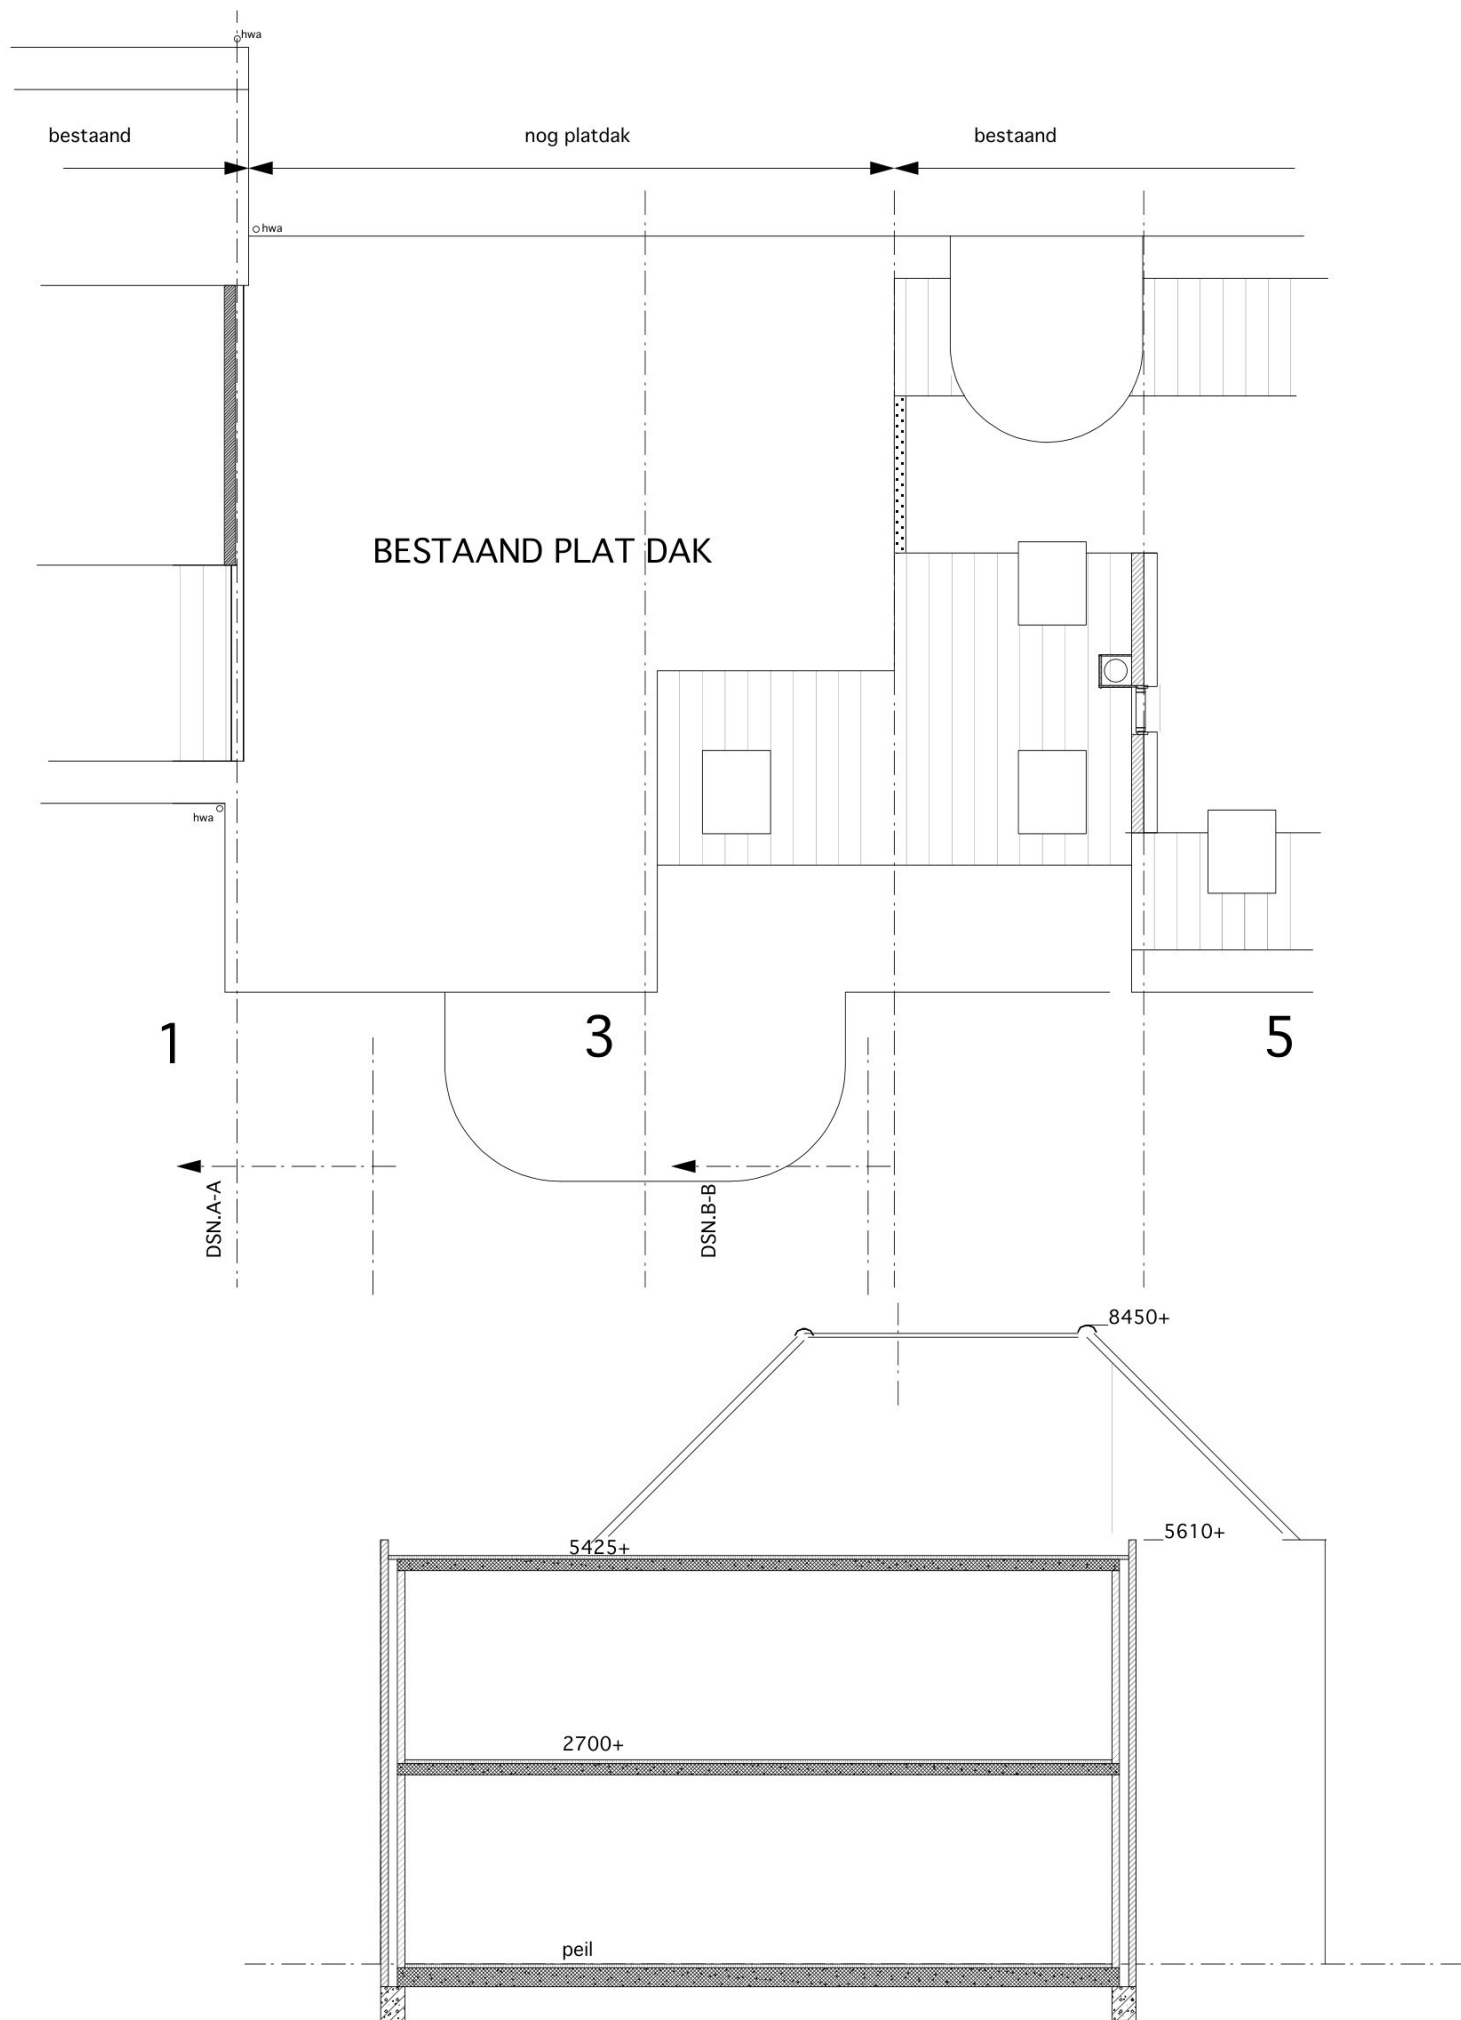 hwa
bestaand
nog platdak
bestaand
hwa
BESTAAND PLAT DAK
hwa
1
3
5
DSN.A-A
DSN.B-B
8450+
5610+
5425+
2700+
peil